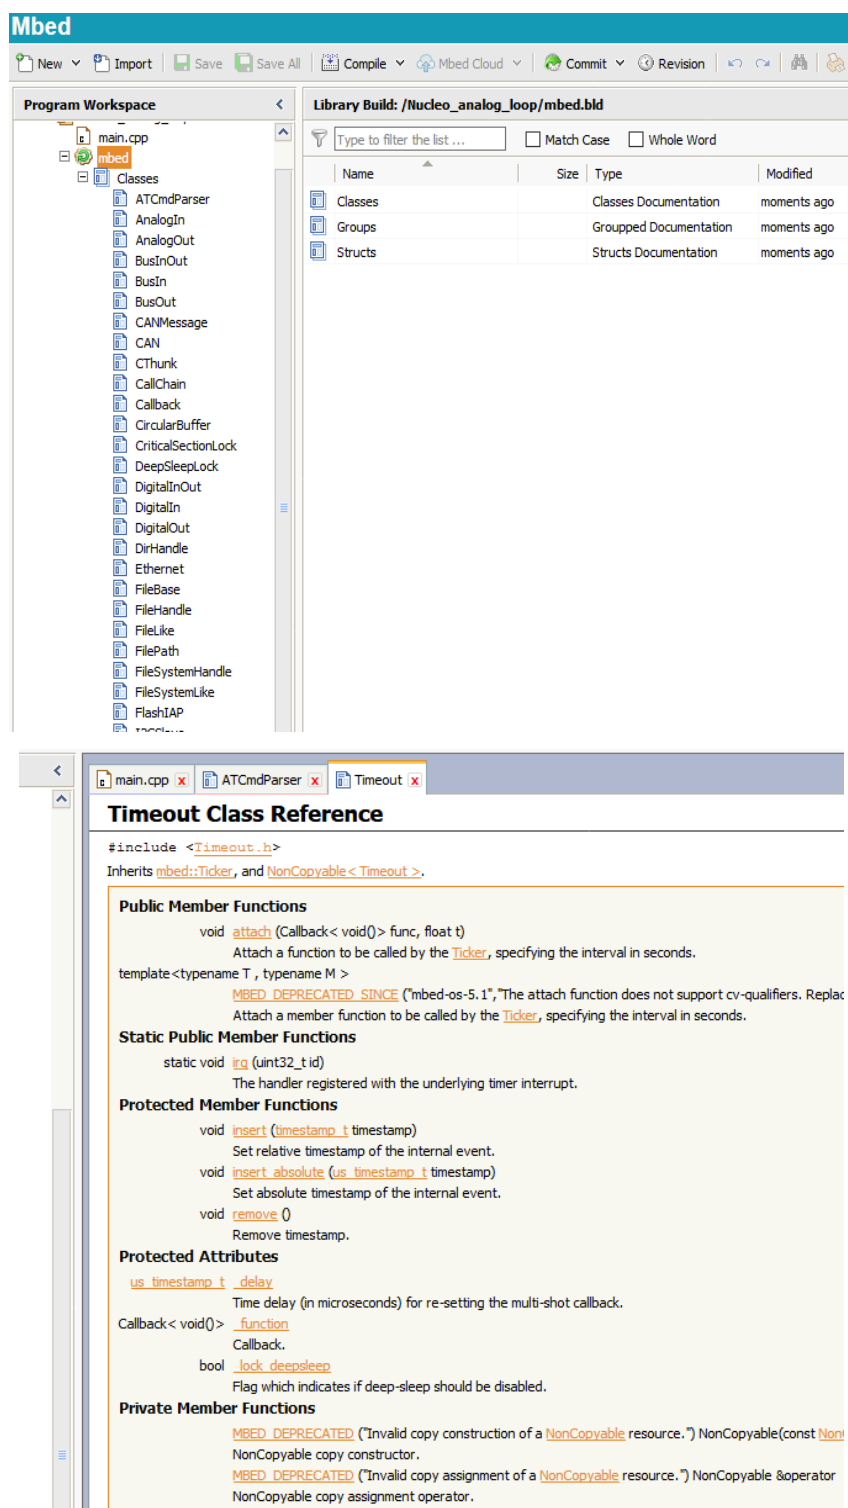 Mbed
New Import Save Save All Compile Mbed Cloud Commit Revision
Program Workspace
Library Build: /Nucleo_analog_loop/mbed.bld
main.cpp
Type to filter the list ... Match Case Whole Word
mbed
Name Size Type Modified
Classes
Classes Classes Documentation moments ago
Groups Groupped Documentation moments ago
Structs Structs Documentation moments ago
ATCmdParser
AnalogIn
AnalogOut
BusInOut
BusIn
BusOut
CANMessage
CAN
CThunk
CallChain
Callback
CircularBuffer
CriticalSectionLock
DeepSleepLock
DigitalInOut
DigitalIn
DigitalOut
DirHandle
Ethernet
FileBase
FileHandle
FileLike
FilePath
FileSystemHandle
FileSystemLike
FlashIAP
main.cpp x ATCmdParser x Timeout x
Timeout Class Reference
#include <Timeout.h>
Inherits mbed::Ticker, and NonCopyable< Timeout >.
Public Member Functions
void attach (Callback< void()> func, float t)
Attach a function to be called by the Ticker, specifying the interval in seconds.
template<typename T , typename M >
MBED_DEPRECATED_SINCE ("mbed-os-5.1","The attach function does not support cv-qualifiers. Replac
Attach a member function to be called by the Ticker, specifying the interval in seconds.
Static Public Member Functions
static void irq (uint32_t id)
The handler registered with the underlying timer interrupt.
Protected Member Functions
void insert (timestamp_t timestamp)
Set relative timestamp of the internal event.
void insert_absolute (us_timestamp_t timestamp)
Set absolute timestamp of the internal event.
void remove ()
Remove timestamp.
Protected Attributes
us_timestamp_t _delay
Time delay (in microseconds) for re-setting the multi-shot callback.
Callback< void()> _function
Callback.
bool _lock_deepsleep
Flag which indicates if deep-sleep should be disabled.
Private Member Functions
MBED_DEPRECATED ("Invalid copy construction of a NonCopyable resource.") NonCopyable(const Non
NonCopyable copy constructor.
MBED_DEPRECATED ("Invalid copy assignment of a NonCopyable resource.") NonCopyable &operator
NonCopyable copy assignment operator.